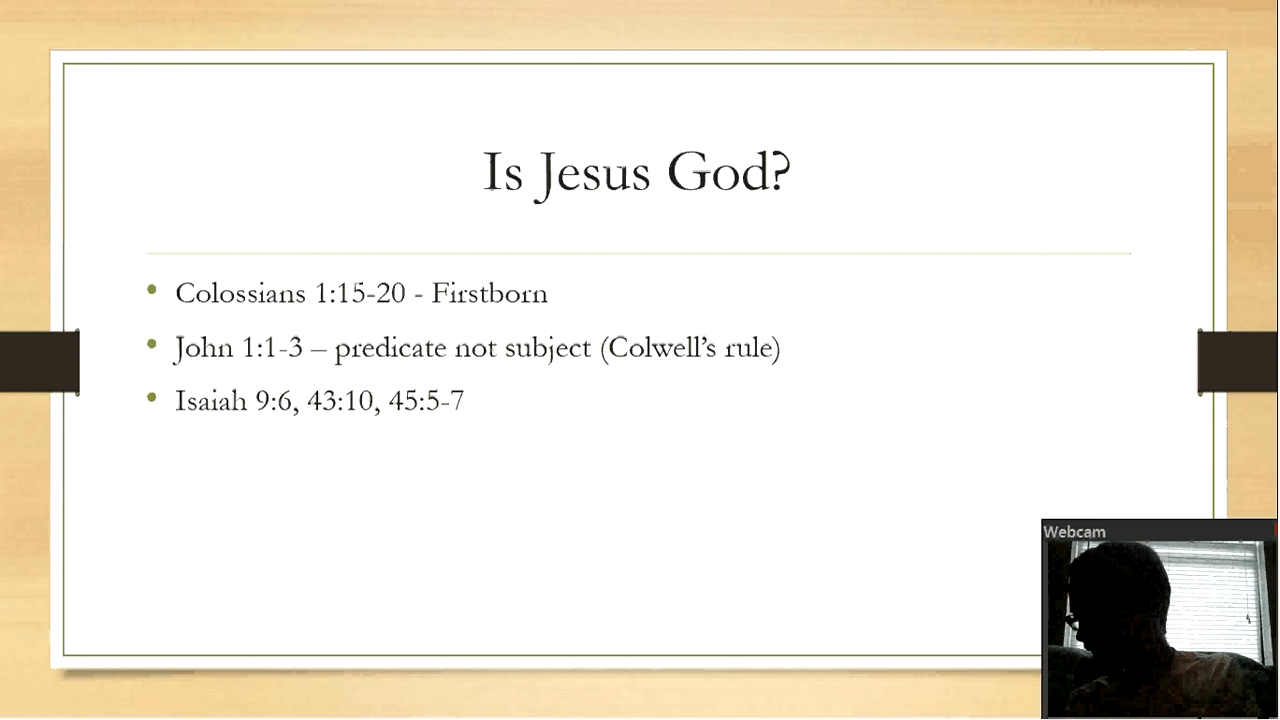 Is Jesus God?
Colossians 1:15-20 - Firstborn
John 1:1-3 – predicate not subject (Colwell’s rule)
Isaiah 9:6, 43:10, 45:5-7
Webcam